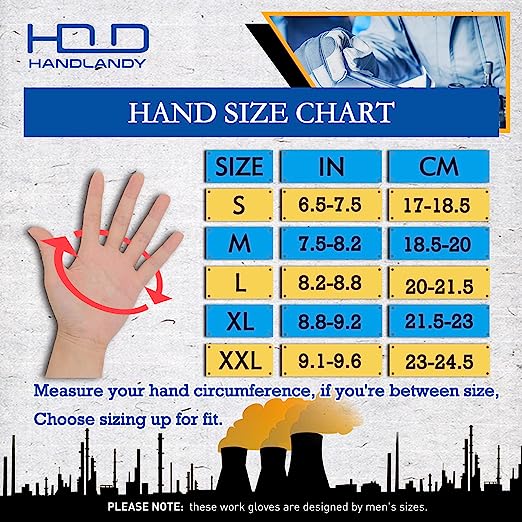 HANDLANDY
HAND SIZE CHART
SIZE IN CM
S 6.5-7.5 17-18.5
M 7.5-8.2 18.5-20
L 8.2-8.8 20-21.5
XL 8.8-9.2 21.5-23
XXL 9.1-9.6 23-24.5
Measure your hand circumference, if you're between size,
Choose sizing up for fit.
PLEASE NOTE: these work gloves are designed by men's sizes.